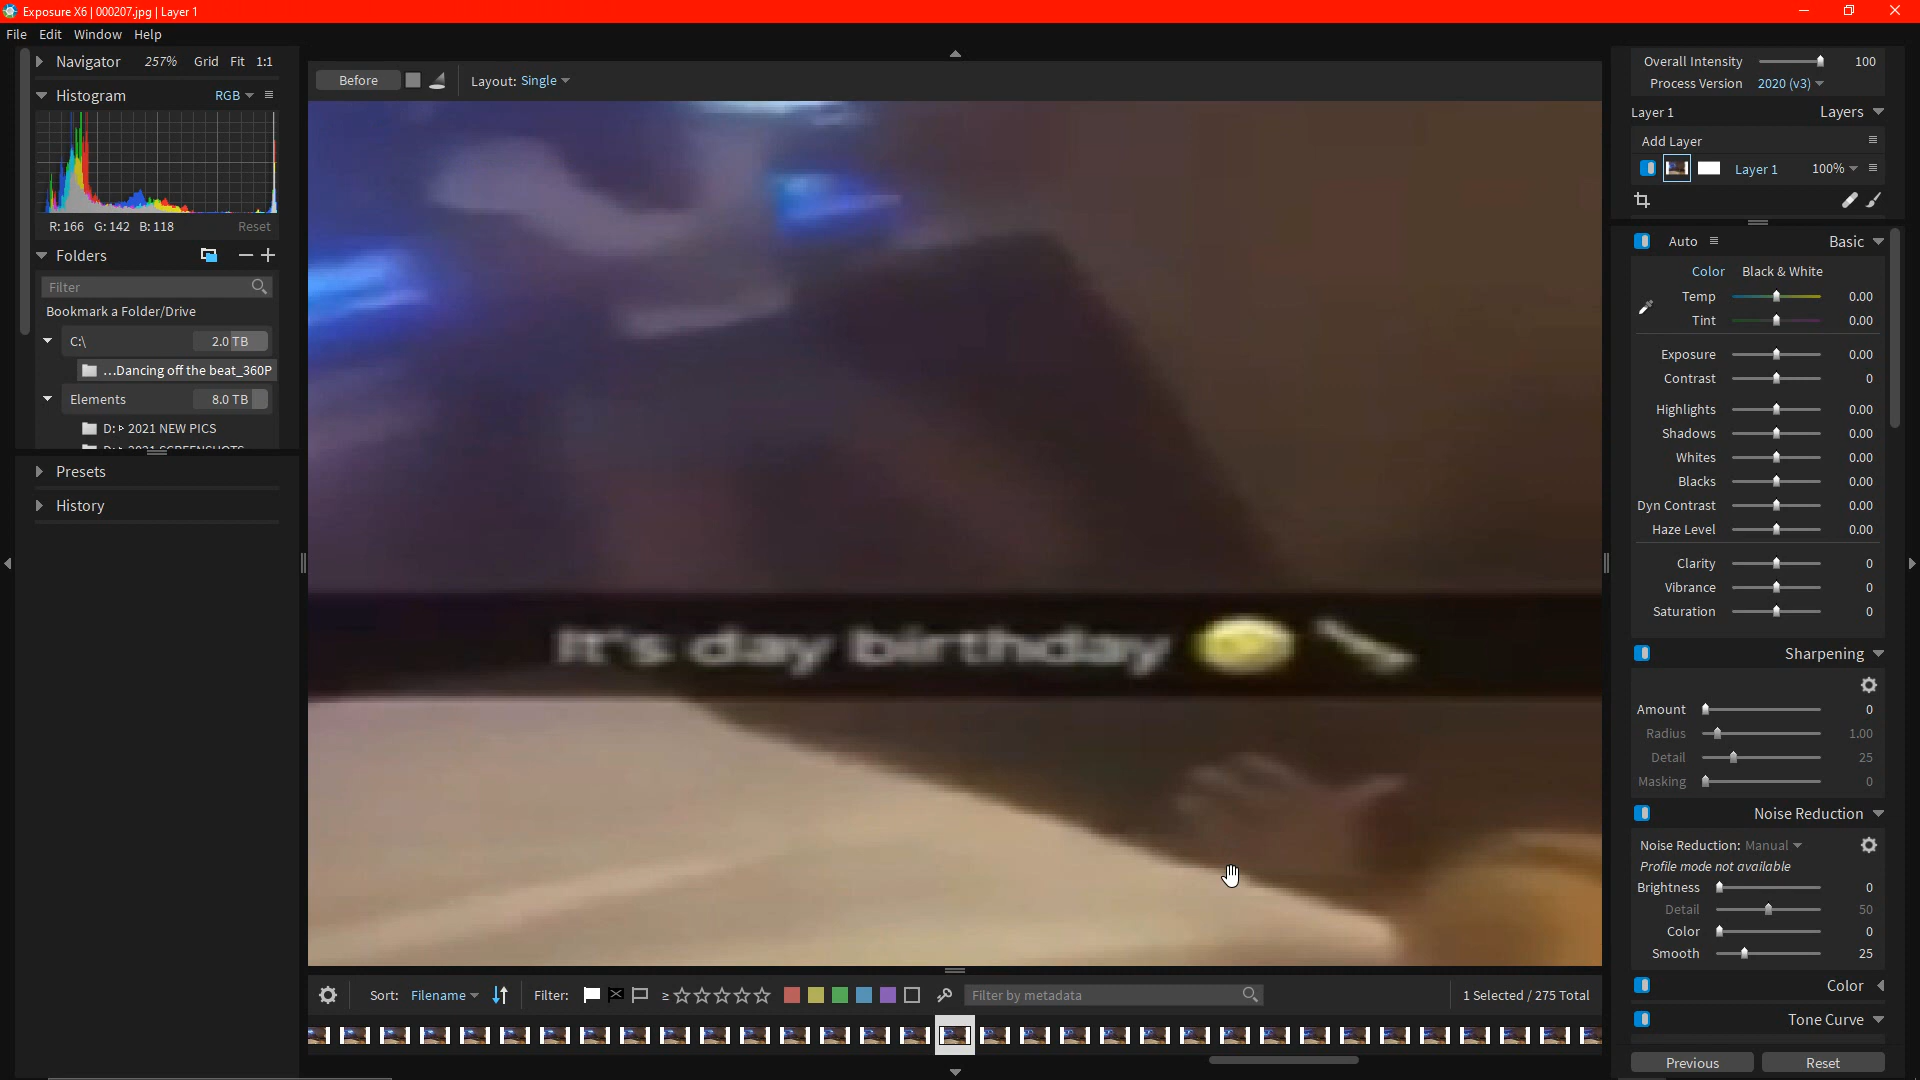 Exposure X6 | 000207.jpg | Layer 1
File Edit Window Help
Navigator 257% Grid Fit 1:1
Histogram RGB
R: 166 G: 142 B: 118 Reset
Folders
Filter
Bookmark a Folder/Drive
C:\ 2.0 TB
...Dancing off the beat_360P
Elements 8.0 TB
D: 2021 NEW PICS
D: 2021 SCREENSHOTS
Presets
History
Before Layout: Single
It's day birthday
Sort: Filename Filter: ≥ Filter by metadata 1 Selected / 275 Total
Overall Intensity 100
Process Version 2020 (v3)
Layer 1 Layers
Add Layer
Layer 1 100%
Auto Basic
Color Black & White
Temp 0.00
Tint 0.00
Exposure 0.00
Contrast 0
Highlights 0.00
Shadows 0.00
Whites 0.00
Blacks 0.00
Dyn Contrast 0.00
Haze Level 0.00
Clarity 0
Vibrance 0
Saturation 0
Sharpening
Amount 0
Radius 1.00
Detail 25
Masking 0
Noise Reduction
Noise Reduction: Manual
Profile mode not available
Brightness 0
Detail 50
Color 0
Smooth 25
Color
Tone Curve
Previous Reset